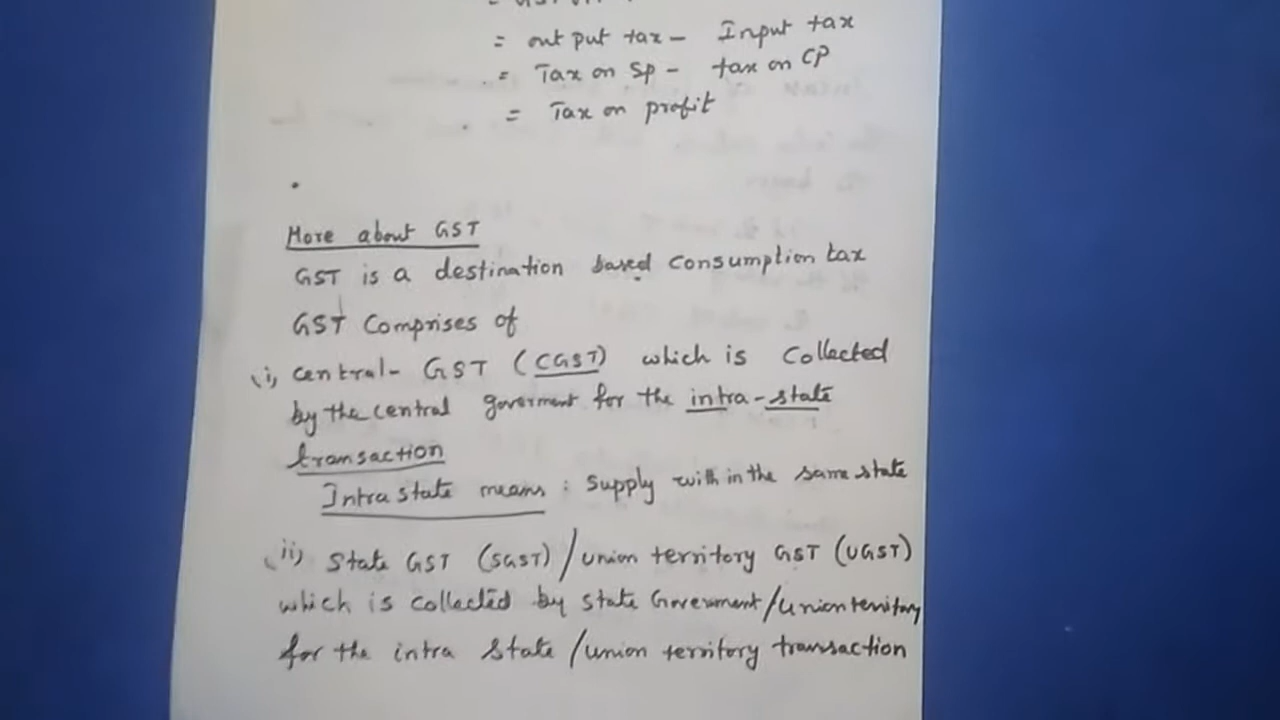 = out put tax - Input tax
= Tax on SP - tax on CP
= Tax on profit
More about GST
GST is a destination based consumption tax
GST Comprises of
(i) central - GST (CGST) which is collected
by the central goverment for the intra-state
transaction
Intra state means : Supply with in the same state
(ii) State GST (SGST) / union territory GST (UGST)
which is collected by State Goverment / union territory
for the intra state / union territory transaction